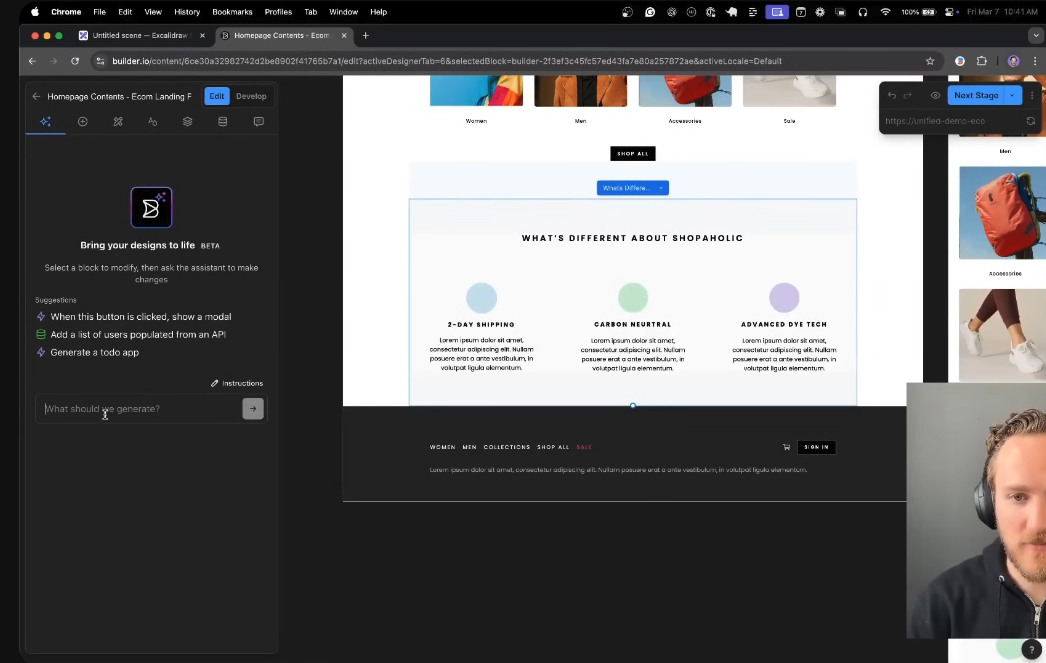 Chrome File Edit View History Bookmarks Profiles Tab Window Help 100% Fri Mar 7 10:41 AM
Untitled scene — Excalidraw Homepage Contents - Ecom
builder.io/content/6ce30a32982742d2be8902f41765b7a1/edit?activeDesignerTab=6&selectedBlock=builder-2f3ef3c45fc57ed43fa7e80a257872ae&activeLocale=Default
Homepage Contents - Ecom Landing P Edit Develop
Next Stage
https://unified-demo-eco
Women Men Accessories Sale
SHOP ALL
Men
Whats Differe...
Bring your designs to life BETA
Select a block to modify, then ask the assistant to make
changes
Suggestions
When this button is clicked, show a modal
Add a list of users populated from an API
Generate a todo app
Instructions
What should we generate?
WHAT'S DIFFERENT ABOUT SHOPAHOLIC
2-DAY SHIPPING
Lorem ipsum dolor sit amet,
consectetur adipiscing elit. Nullam
posuere ante vestibulum, in
volutpat ligula elementum.
CARBON NEURTRAL
Lorem ipsum dolor sit amet,
consectetur adipiscing elit. Nullam
posuere a ante vestibulum, in
volutpat ligula elementum.
ADVANCED DYE TECH
Lorem ipsum dolor sit amet,
consectetur adipiscing elit. Nullam
posuere a ante vestibulum, in
volutpat ligula elementum.
Accessories
WOMEN MEN COLLECTIONS SHOP ALL SALE SIGN IN
Lorem ipsum dolor sit amet, consectetur adipiscing elit. Nullam posuere ante vestibulum, in volutpat ligula elementum.
?